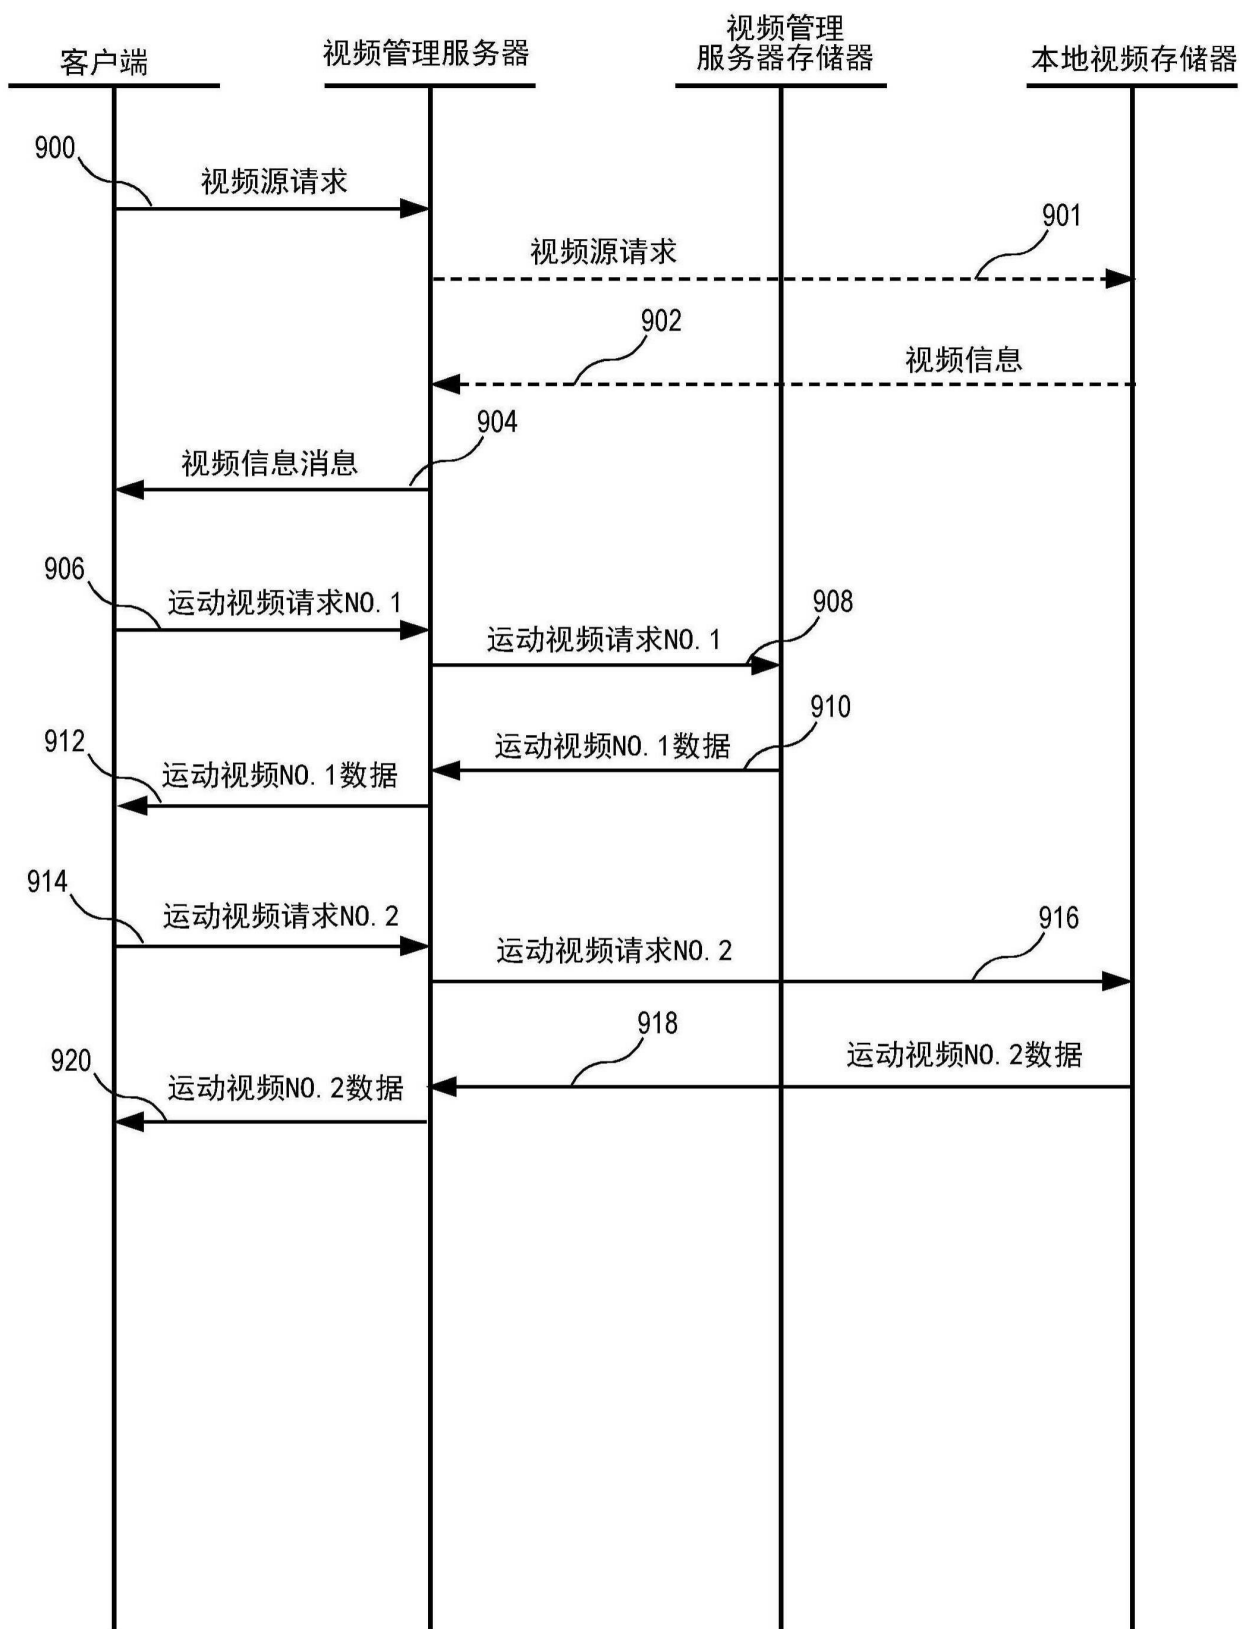 客户端
视频管理服务器
视频管理
服务器存储器
本地视频存储器
900
视频源请求
901
视频源请求
902
视频信息
904
视频信息消息
906
运动视频请求NO.1
908
运动视频请求NO.1
910
运动视频NO.1数据
912
运动视频NO.1数据
914
运动视频请求NO.2
916
运动视频请求NO.2
918
运动视频NO.2数据
920
运动视频NO.2数据